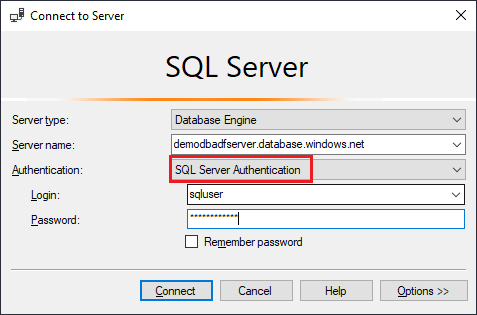 Connect to Server
SQL Server
Server type: Database Engine
Server name: demodbadfserver.database.windows.net
Authentication: SQL Server Authentication
Login: sqluser
Password: ************
Remember password
Connect Cancel Help Options >>